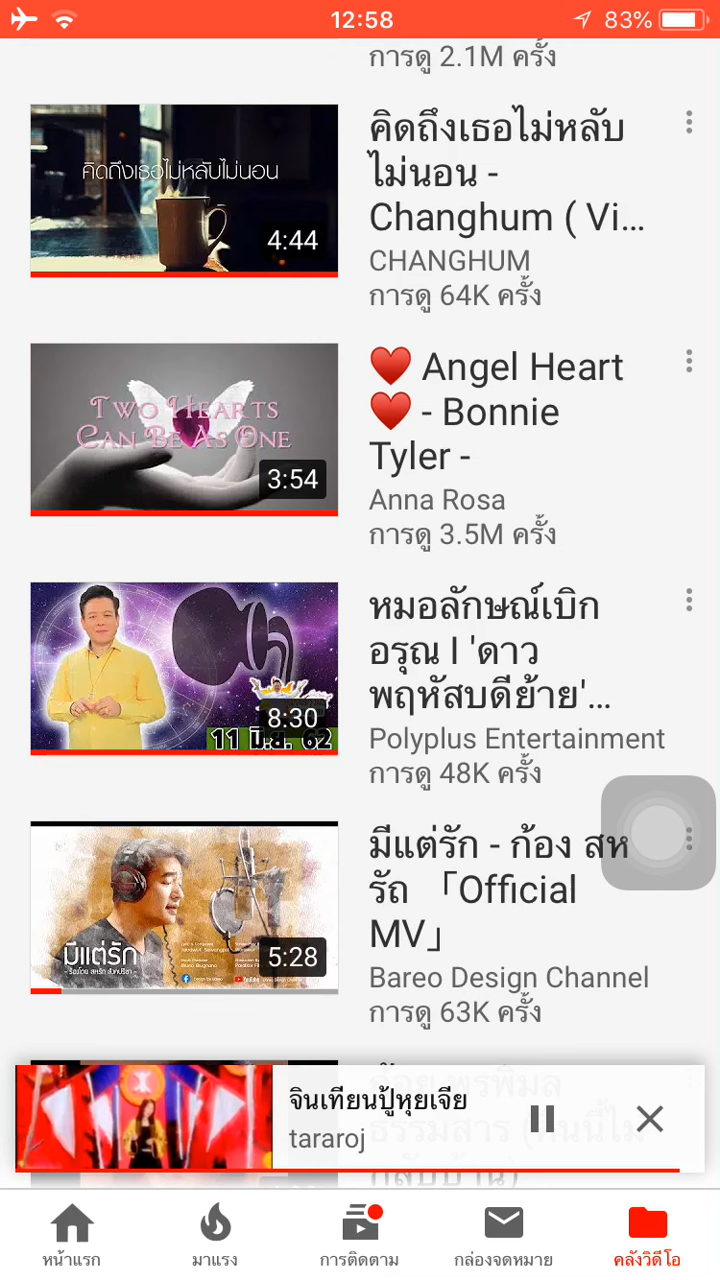 12:58
83%
การดู 2.1M ครั้ง
คิดถึงเธอไม่หลับไม่นอน
4:44
คิดถึงเธอไม่หลับ
ไม่นอน -
Changhum ( Vi...
CHANGHUM
การดู 64K ครั้ง
TWO HEARTS
CAN BE AS ONE
3:54
♥️ Angel Heart
♥️ - Bonnie
Tyler -
Anna Rosa
การดู 3.5M ครั้ง
8:30
11 มิ.ย. 62
หมอลักษณ์เบิก
อรุณ l 'ดาว
พฤหัสบดีย้าย'...
Polyplus Entertainment
การดู 48K ครั้ง
มีแต่รัก
5:28
มีแต่รัก - ก้อง สห
รัถ 「Official
MV」
Bareo Design Channel
การดู 63K ครั้ง
จินเทียนปู้หุยเจีย
tararoj
หน้าแรก
มาแรง
การติดตาม
กล่องจดหมาย
คลังวิดีโอ